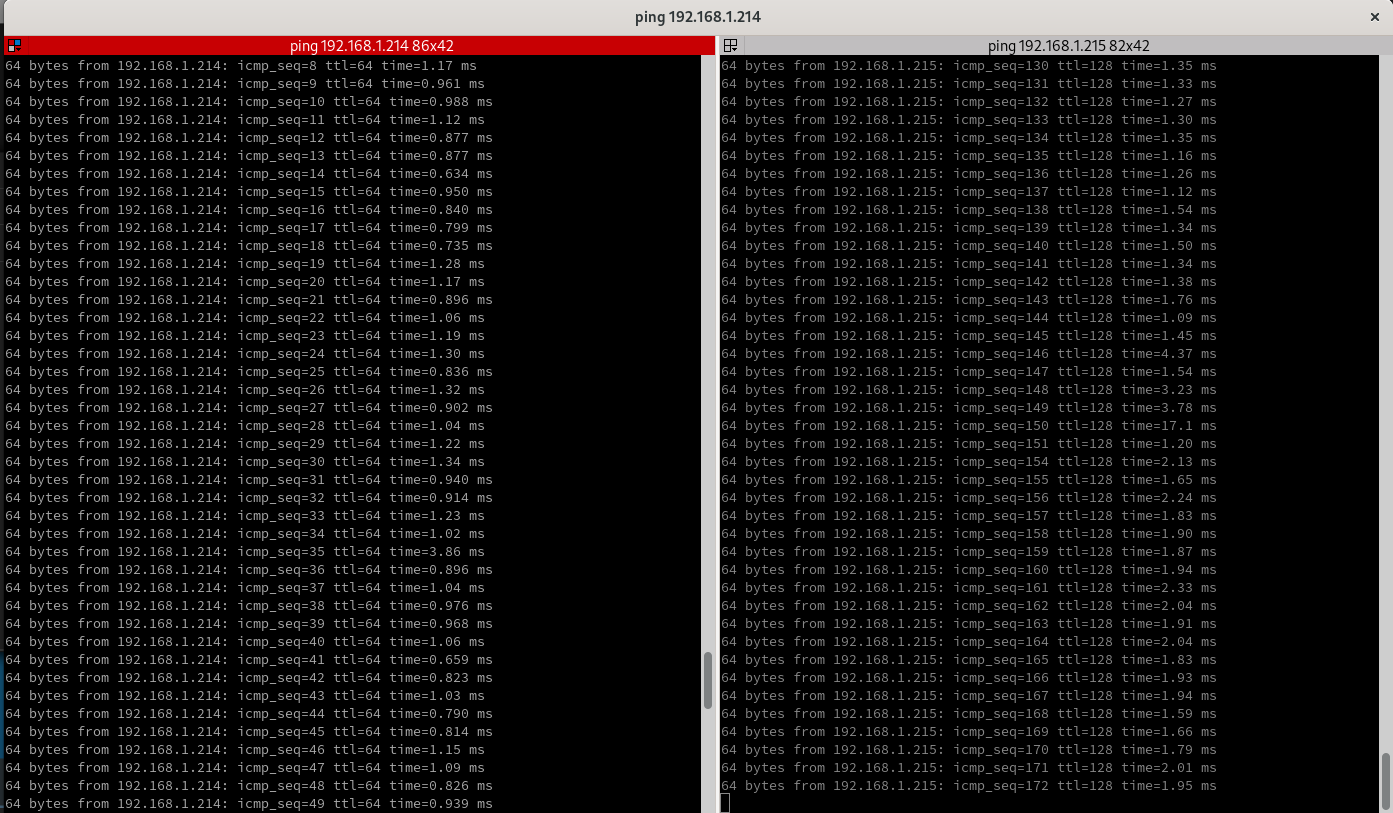 ping 192.168.1.214
ping 192.168.1.214 86x42
64 bytes from 192.168.1.214: icmp_seq=8 ttl=64 time=1.17 ms
64 bytes from 192.168.1.214: icmp_seq=9 ttl=64 time=0.961 ms
64 bytes from 192.168.1.214: icmp_seq=10 ttl=64 time=0.988 ms
64 bytes from 192.168.1.214: icmp_seq=11 ttl=64 time=1.12 ms
64 bytes from 192.168.1.214: icmp_seq=12 ttl=64 time=0.877 ms
64 bytes from 192.168.1.214: icmp_seq=13 ttl=64 time=0.877 ms
64 bytes from 192.168.1.214: icmp_seq=14 ttl=64 time=0.634 ms
64 bytes from 192.168.1.214: icmp_seq=15 ttl=64 time=0.950 ms
64 bytes from 192.168.1.214: icmp_seq=16 ttl=64 time=0.840 ms
64 bytes from 192.168.1.214: icmp_seq=17 ttl=64 time=0.799 ms
64 bytes from 192.168.1.214: icmp_seq=18 ttl=64 time=0.735 ms
64 bytes from 192.168.1.214: icmp_seq=19 ttl=64 time=1.28 ms
64 bytes from 192.168.1.214: icmp_seq=20 ttl=64 time=1.17 ms
64 bytes from 192.168.1.214: icmp_seq=21 ttl=64 time=0.896 ms
64 bytes from 192.168.1.214: icmp_seq=22 ttl=64 time=1.06 ms
64 bytes from 192.168.1.214: icmp_seq=23 ttl=64 time=1.19 ms
64 bytes from 192.168.1.214: icmp_seq=24 ttl=64 time=1.30 ms
64 bytes from 192.168.1.214: icmp_seq=25 ttl=64 time=0.836 ms
64 bytes from 192.168.1.214: icmp_seq=26 ttl=64 time=1.32 ms
64 bytes from 192.168.1.214: icmp_seq=27 ttl=64 time=0.902 ms
64 bytes from 192.168.1.214: icmp_seq=28 ttl=64 time=1.04 ms
64 bytes from 192.168.1.214: icmp_seq=29 ttl=64 time=1.22 ms
64 bytes from 192.168.1.214: icmp_seq=30 ttl=64 time=1.34 ms
64 bytes from 192.168.1.214: icmp_seq=31 ttl=64 time=0.940 ms
64 bytes from 192.168.1.214: icmp_seq=32 ttl=64 time=0.914 ms
64 bytes from 192.168.1.214: icmp_seq=33 ttl=64 time=1.23 ms
64 bytes from 192.168.1.214: icmp_seq=34 ttl=64 time=1.02 ms
64 bytes from 192.168.1.214: icmp_seq=35 ttl=64 time=3.86 ms
64 bytes from 192.168.1.214: icmp_seq=36 ttl=64 time=0.896 ms
64 bytes from 192.168.1.214: icmp_seq=37 ttl=64 time=1.04 ms
64 bytes from 192.168.1.214: icmp_seq=38 ttl=64 time=0.976 ms
64 bytes from 192.168.1.214: icmp_seq=39 ttl=64 time=0.968 ms
64 bytes from 192.168.1.214: icmp_seq=40 ttl=64 time=1.06 ms
64 bytes from 192.168.1.214: icmp_seq=41 ttl=64 time=0.659 ms
64 bytes from 192.168.1.214: icmp_seq=42 ttl=64 time=0.823 ms
64 bytes from 192.168.1.214: icmp_seq=43 ttl=64 time=1.03 ms
64 bytes from 192.168.1.214: icmp_seq=44 ttl=64 time=0.790 ms
64 bytes from 192.168.1.214: icmp_seq=45 ttl=64 time=0.814 ms
64 bytes from 192.168.1.214: icmp_seq=46 ttl=64 time=1.15 ms
64 bytes from 192.168.1.214: icmp_seq=47 ttl=64 time=1.09 ms
64 bytes from 192.168.1.214: icmp_seq=48 ttl=64 time=0.826 ms
64 bytes from 192.168.1.214: icmp_seq=49 ttl=64 time=0.939 ms
ping 192.168.1.215 82x42
64 bytes from 192.168.1.215: icmp_seq=130 ttl=128 time=1.35 ms
64 bytes from 192.168.1.215: icmp_seq=131 ttl=128 time=1.33 ms
64 bytes from 192.168.1.215: icmp_seq=132 ttl=128 time=1.27 ms
64 bytes from 192.168.1.215: icmp_seq=133 ttl=128 time=1.30 ms
64 bytes from 192.168.1.215: icmp_seq=134 ttl=128 time=1.35 ms
64 bytes from 192.168.1.215: icmp_seq=135 ttl=128 time=1.16 ms
64 bytes from 192.168.1.215: icmp_seq=136 ttl=128 time=1.26 ms
64 bytes from 192.168.1.215: icmp_seq=137 ttl=128 time=1.12 ms
64 bytes from 192.168.1.215: icmp_seq=138 ttl=128 time=1.54 ms
64 bytes from 192.168.1.215: icmp_seq=139 ttl=128 time=1.34 ms
64 bytes from 192.168.1.215: icmp_seq=140 ttl=128 time=1.50 ms
64 bytes from 192.168.1.215: icmp_seq=141 ttl=128 time=1.34 ms
64 bytes from 192.168.1.215: icmp_seq=142 ttl=128 time=1.38 ms
64 bytes from 192.168.1.215: icmp_seq=143 ttl=128 time=1.76 ms
64 bytes from 192.168.1.215: icmp_seq=144 ttl=128 time=1.09 ms
64 bytes from 192.168.1.215: icmp_seq=145 ttl=128 time=1.45 ms
64 bytes from 192.168.1.215: icmp_seq=146 ttl=128 time=4.37 ms
64 bytes from 192.168.1.215: icmp_seq=147 ttl=128 time=1.54 ms
64 bytes from 192.168.1.215: icmp_seq=148 ttl=128 time=3.23 ms
64 bytes from 192.168.1.215: icmp_seq=149 ttl=128 time=3.78 ms
64 bytes from 192.168.1.215: icmp_seq=150 ttl=128 time=17.1 ms
64 bytes from 192.168.1.215: icmp_seq=151 ttl=128 time=1.20 ms
64 bytes from 192.168.1.215: icmp_seq=154 ttl=128 time=2.13 ms
64 bytes from 192.168.1.215: icmp_seq=155 ttl=128 time=1.65 ms
64 bytes from 192.168.1.215: icmp_seq=156 ttl=128 time=2.24 ms
64 bytes from 192.168.1.215: icmp_seq=157 ttl=128 time=1.83 ms
64 bytes from 192.168.1.215: icmp_seq=158 ttl=128 time=1.90 ms
64 bytes from 192.168.1.215: icmp_seq=159 ttl=128 time=1.87 ms
64 bytes from 192.168.1.215: icmp_seq=160 ttl=128 time=1.94 ms
64 bytes from 192.168.1.215: icmp_seq=161 ttl=128 time=2.33 ms
64 bytes from 192.168.1.215: icmp_seq=162 ttl=128 time=2.04 ms
64 bytes from 192.168.1.215: icmp_seq=163 ttl=128 time=1.91 ms
64 bytes from 192.168.1.215: icmp_seq=164 ttl=128 time=2.04 ms
64 bytes from 192.168.1.215: icmp_seq=165 ttl=128 time=1.83 ms
64 bytes from 192.168.1.215: icmp_seq=166 ttl=128 time=1.93 ms
64 bytes from 192.168.1.215: icmp_seq=167 ttl=128 time=1.94 ms
64 bytes from 192.168.1.215: icmp_seq=168 ttl=128 time=1.59 ms
64 bytes from 192.168.1.215: icmp_seq=169 ttl=128 time=1.66 ms
64 bytes from 192.168.1.215: icmp_seq=170 ttl=128 time=1.79 ms
64 bytes from 192.168.1.215: icmp_seq=171 ttl=128 time=2.01 ms
64 bytes from 192.168.1.215: icmp_seq=172 ttl=128 time=1.95 ms